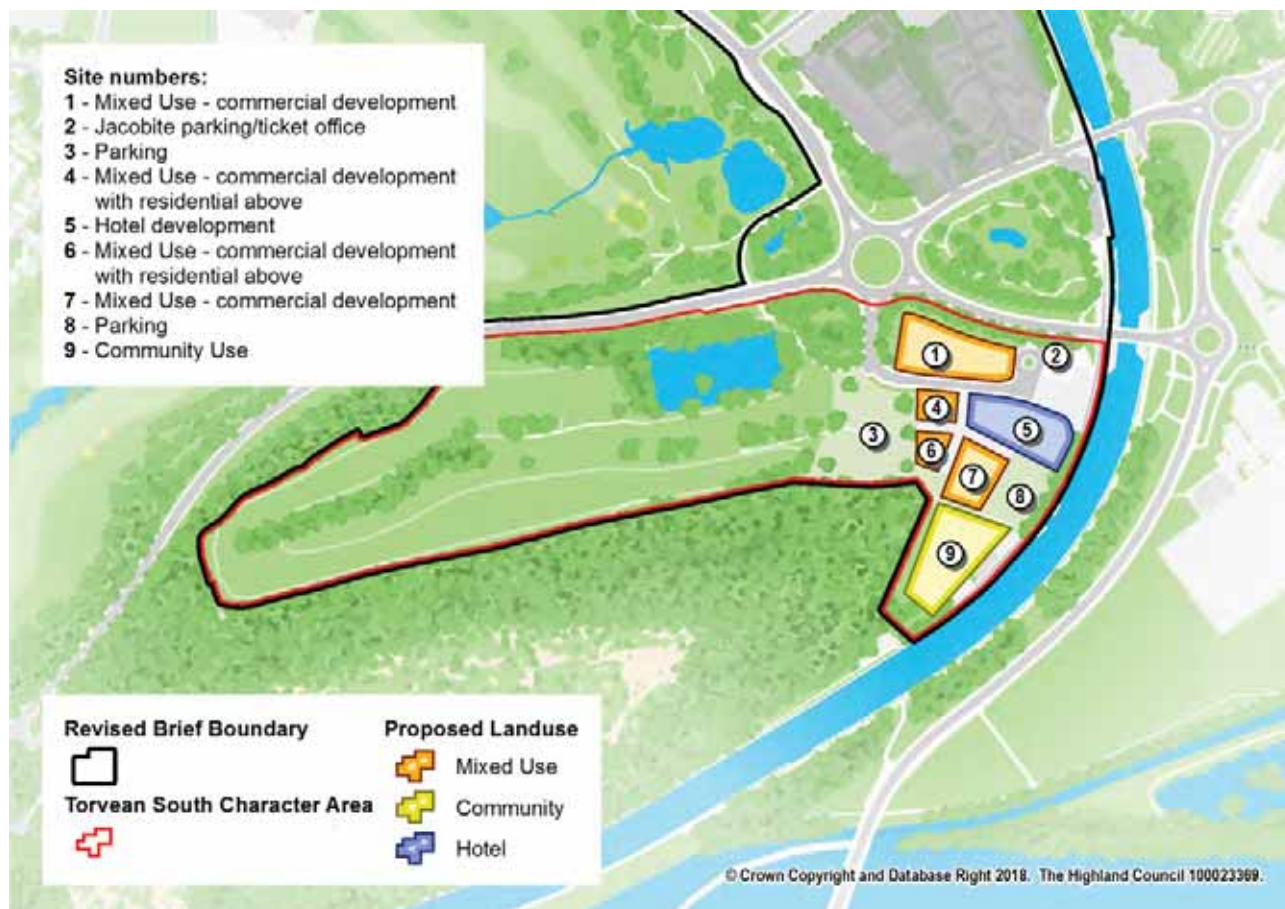 Site numbers:
1 - Mixed Use - commercial development
2 - Jacobite parking/ticket office
3 - Parking
4 - Mixed Use - commercial development
with residential above
5 - Hotel development
6 - Mixed Use - commercial development
with residential above
7 - Mixed Use - commercial development
8 - Parking
9 - Community Use
1
2
3
4
5
6
7
8
9
Revised Brief Boundary
Torvean South Character Area
Proposed Landuse
Mixed Use
Community
Hotel
© Crown Copyright and Database Right 2018. The Highland Council 100023369.